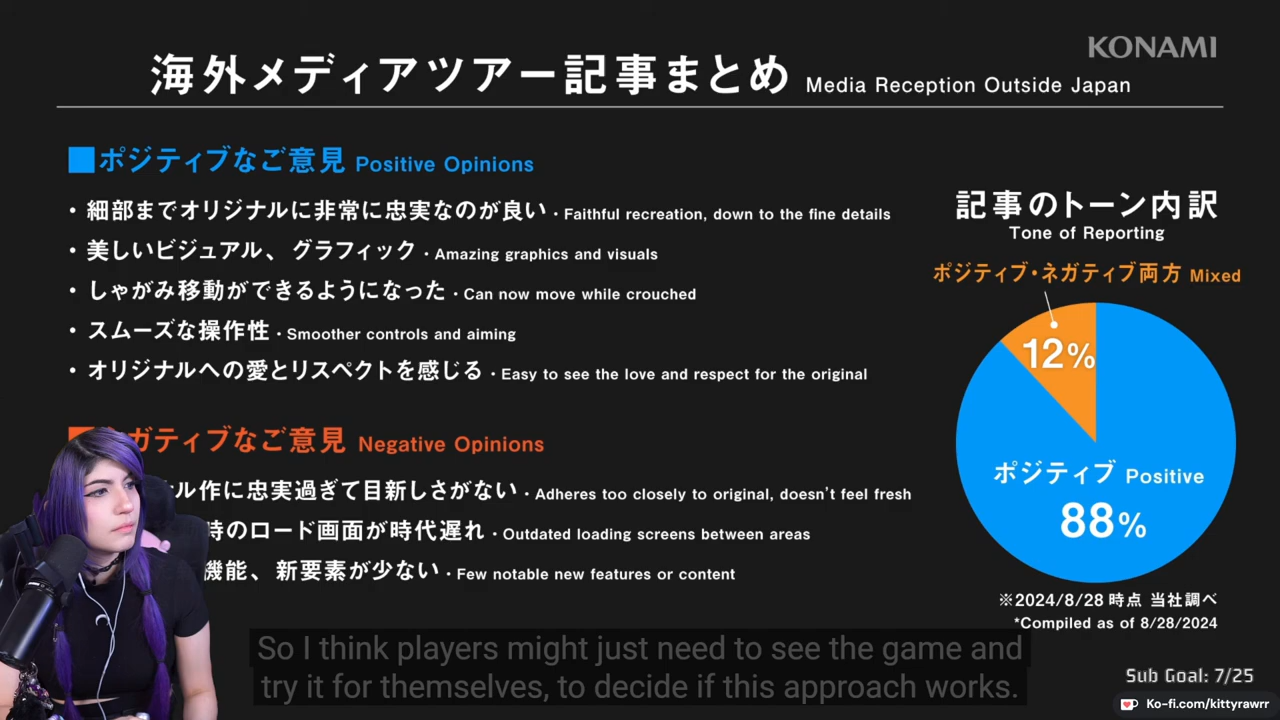 KONAMI
海外メディアツアー記事まとめ Media Reception Outside Japan
■ポジティブなご意見 Positive Opinions
・細部までオリジナルに非常に忠実なのが良い・Faithful recreation, down to the fine details
・美しいビジュアル、グラフィック・Amazing graphics and visuals
・しゃがみ移動ができるようになった・Can now move while crouched
・スムーズな操作性・Smoother controls and aiming
・オリジナルへの愛とリスペクトを感じる・Easy to see the love and respect for the original
ガティブなご意見 Negative Opinions
ル作に忠実過ぎて目新しさがない・Adheres too closely to original, doesn't feel fresh
時のロード画面が時代遅れ・Outdated loading screens between areas
機能、新要素が少ない・Few notable new features or content
記事のトーン内訳
Tone of Reporting
ポジティブ・ネガティブ両方 Mixed
12%
ポジティブ Positive
88%
※2024/8/28 時点 当社調べ
*Compiled as of 8/28/2024
So I think players might just need to see the game and
try it for themselves, to decide if this approach works.
Sub Goal: 7/25
Ko-fi.com/kittyrawrr